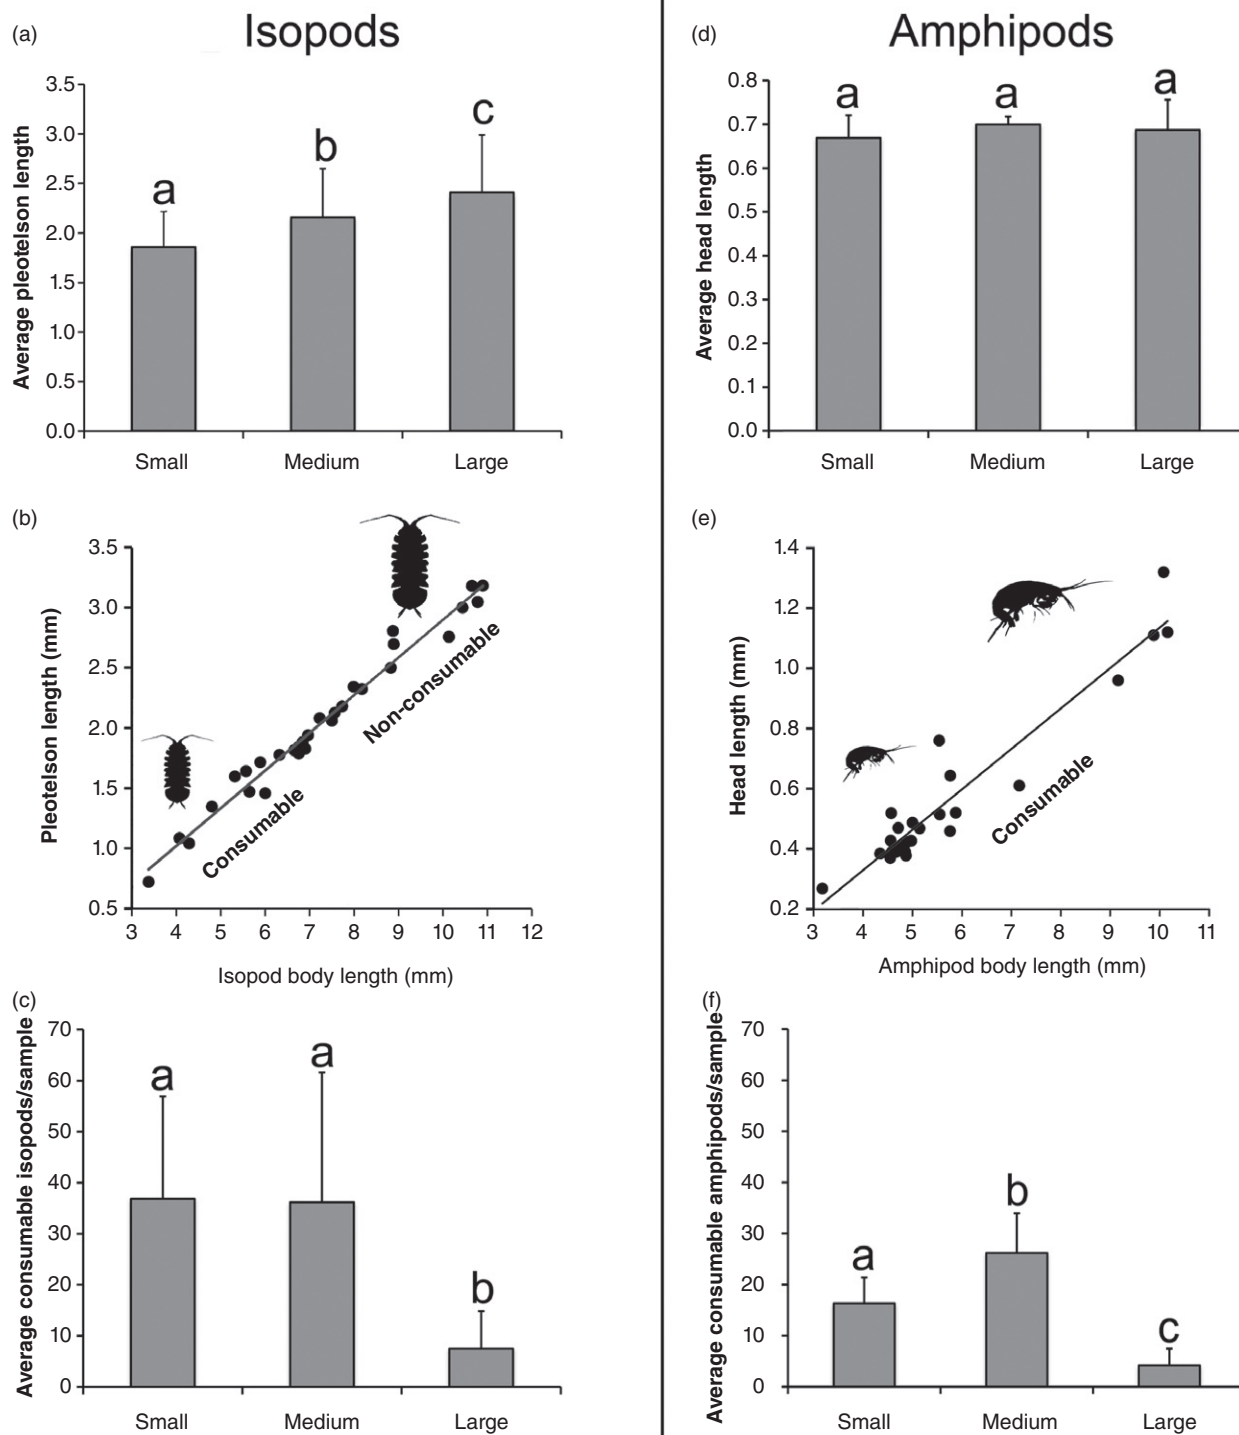 (a)
Isopods
Average pleotelson length
3.5
3.0
2.5
2.0
1.5
1.0
0.5
0.0
a
b
c
Small Medium Large
(b)
Pleotelson length (mm)
3.5
3.0
2.5
2.0
1.5
1.0
0.5
Consumable
Non-consumable
3 4 5 6 7 8 9 10 11 12
Isopod body length (mm)
(c)
Average consumable isopods/sample
70
60
50
40
30
20
10
0
a
a
b
Small Medium Large
(d)
Amphipods
Average head length
0.8
0.7
0.6
0.5
0.4
0.3
0.2
0.1
0.0
a
a
a
Small Medium Large
(e)
Head length (mm)
1.4
1.2
1.0
0.8
0.6
0.4
0.2
Consumable
3 4 5 6 7 8 9 10 11
Amphipod body length (mm)
(f)
Average consumable amphipods/sample
70
60
50
40
30
20
10
0
a
b
c
Small Medium Large